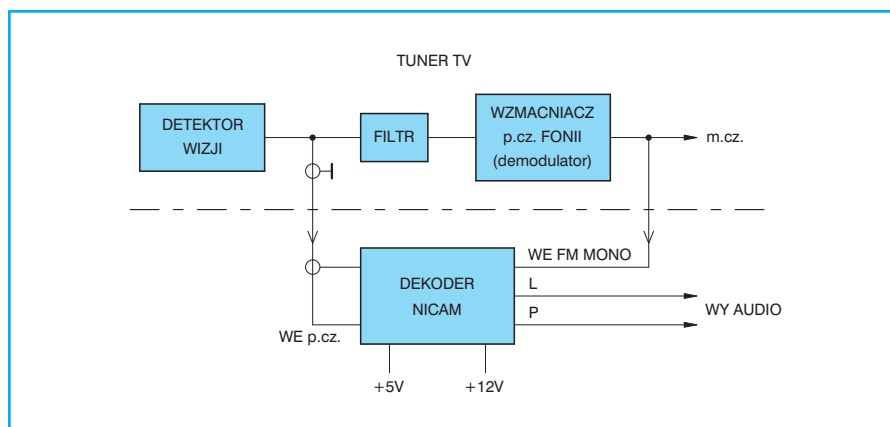 TUNER TV
DETEKTOR
WIZJI
FILTR
WZMACNIACZ
p.cz. FONII
(demodulator)
m.cz.
WE FM MONO
DEKODER
NICAM
L
P
WY AUDIO
WE p.cz.
+5V
+12V